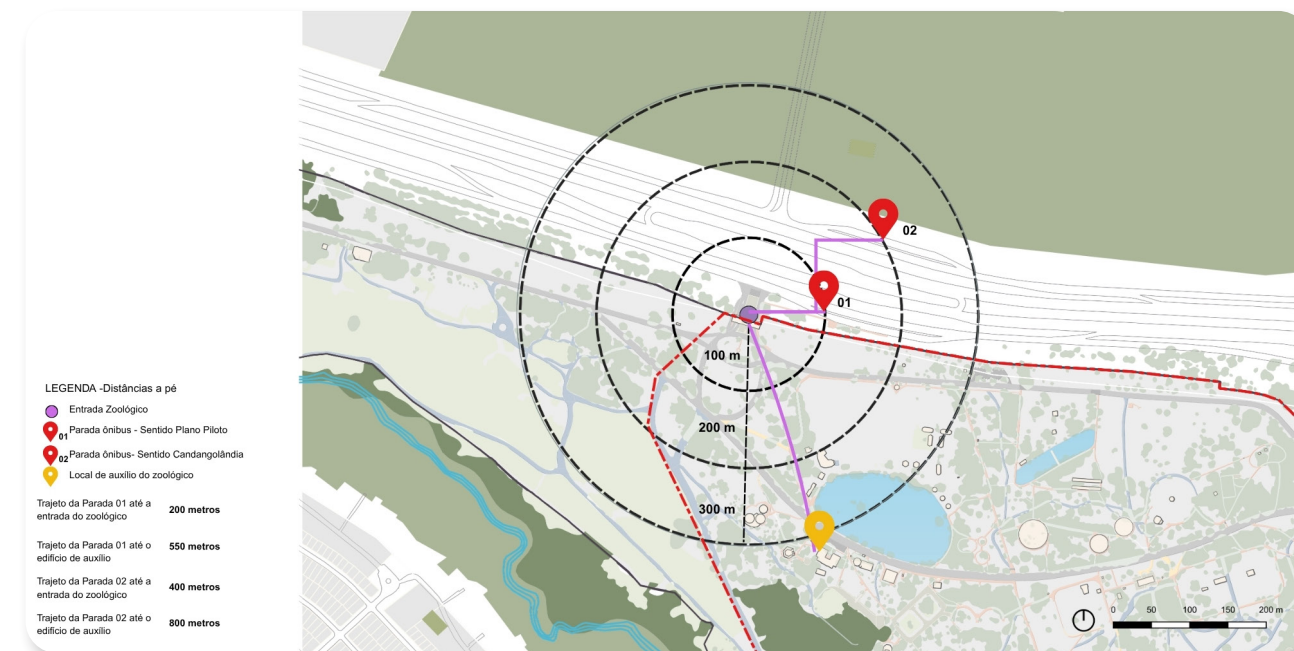 02
01
100 m
200 m
300 m
LEGENDA -Distâncias a pé
Entrada Zoológico
01 Parada ônibus - Sentido Plano Piloto
02 Parada ônibus- Sentido Candangolândia
Local de auxílio do zoológico
Trajeto da Parada 01 até a
entrada do zoológico
200 metros
Trajeto da Parada 01 até o
edifício de auxílio
550 metros
Trajeto da Parada 02 até a
entrada do zoológico
400 metros
Trajeto da Parada 02 até o
edifício de auxílio
800 metros
0 50 100 150 200 m